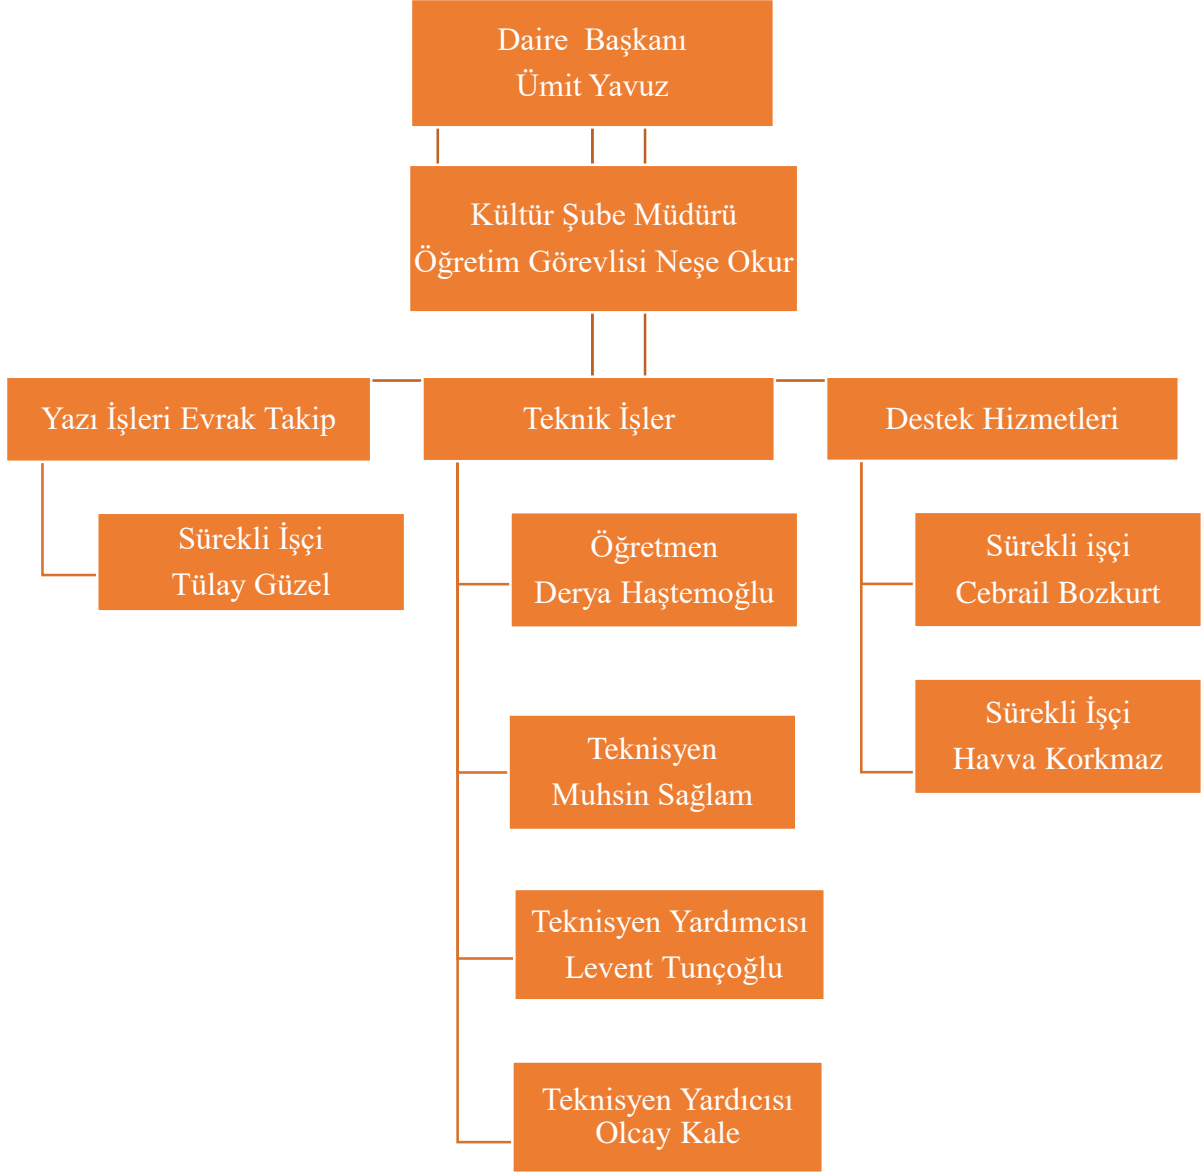 Daire  Başkanı
Ümit Yavuz
Kültür Şube Müdürü
Öğretim Görevlisi Neşe Okur
Yazı İşleri Evrak Takip
Teknik İşler
Destek Hizmetleri
Sürekli İşçi
Tülay Güzel
Öğretmen
Derya Haştemoğlu
Sürekli işçi
Cebrail Bozkurt
Teknisyen
Muhsin Sağlam
Sürekli İşçi
Havva Korkmaz
Teknisyen Yardımcısı
Levent Tunçoğlu
Teknisyen Yardıcısı
Olcay Kale